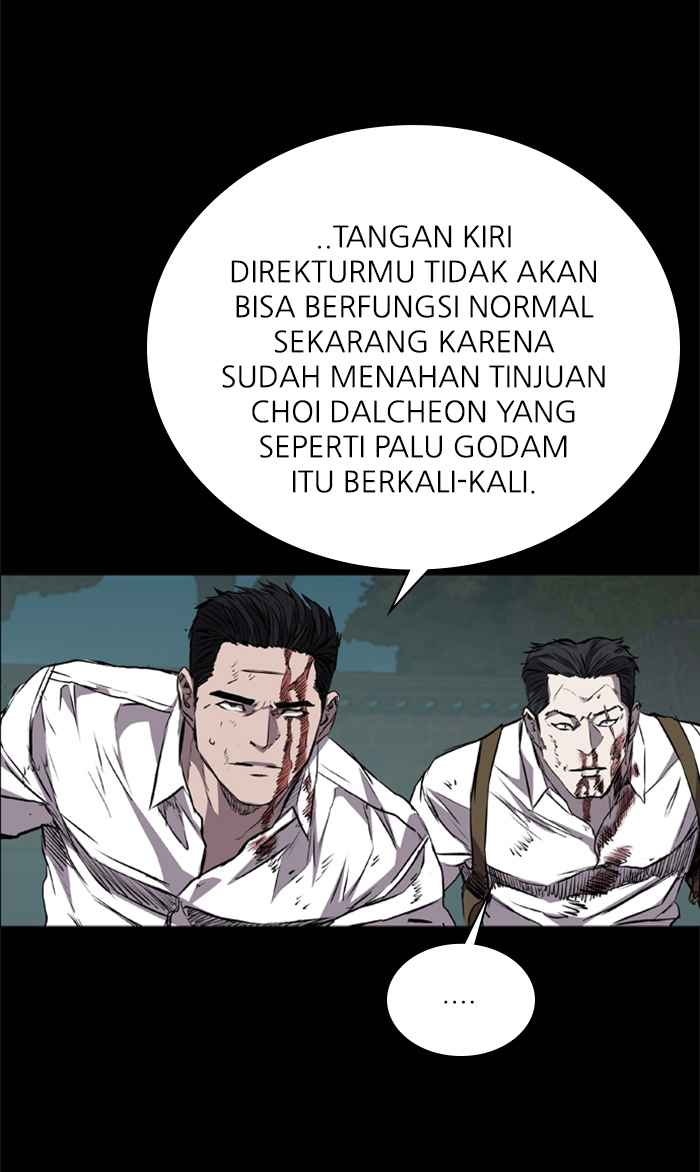 ..TANGAN KIRI
DIREKTURMU TIDAK AKAN
BISA BERFUNGSI NORMAL
SEKARANG KARENA
SUDAH MENAHAN TINJUAN
CHOI DALCHEON YANG
SEPERTI PALU GODAM
ITU BERKALI-KALI.
....